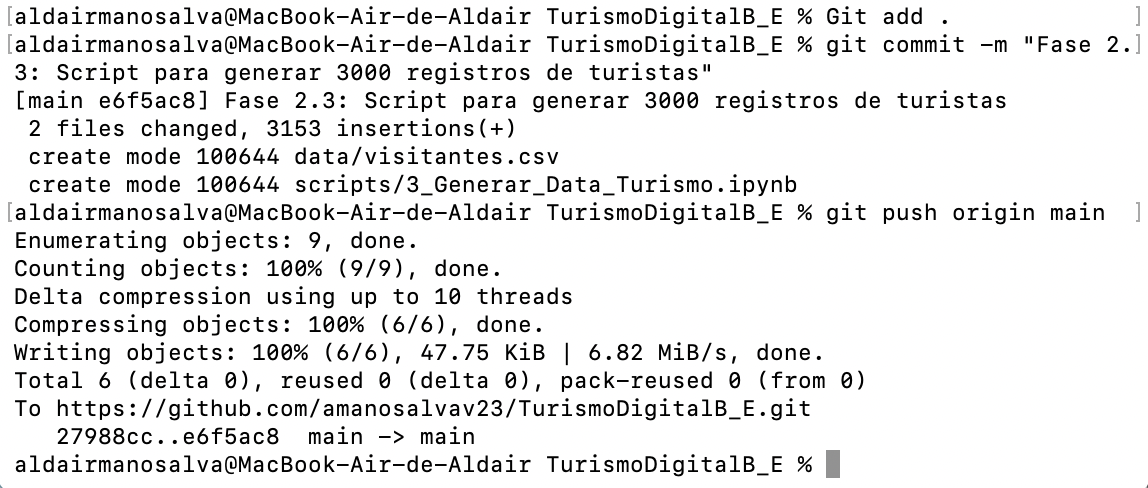 [aldairmanosalva@MacBook-Air-de-Aldair TurismoDigitalB_E % Git add . ]
[aldairmanosalva@MacBook-Air-de-Aldair TurismoDigitalB_E % git commit -m "Fase 2.]
3: Script para generar 3000 registros de turistas"
[main e6f5ac8] Fase 2.3: Script para generar 3000 registros de turistas
 2 files changed, 3153 insertions(+)
 create mode 100644 data/visitantes.csv
 create mode 100644 scripts/3_Generar_Data_Turismo.ipynb
[aldairmanosalva@MacBook-Air-de-Aldair TurismoDigitalB_E % git push origin main ]
Enumerating objects: 9, done.
Counting objects: 100% (9/9), done.
Delta compression using up to 10 threads
Compressing objects: 100% (6/6), done.
Writing objects: 100% (6/6), 47.75 KiB | 6.82 MiB/s, done.
Total 6 (delta 0), reused 0 (delta 0), pack-reused 0 (from 0)
To https://github.com/amanosalvav23/TurismoDigitalB_E.git
   27988cc..e6f5ac8  main -> main
aldairmanosalva@MacBook-Air-de-Aldair TurismoDigitalB_E %